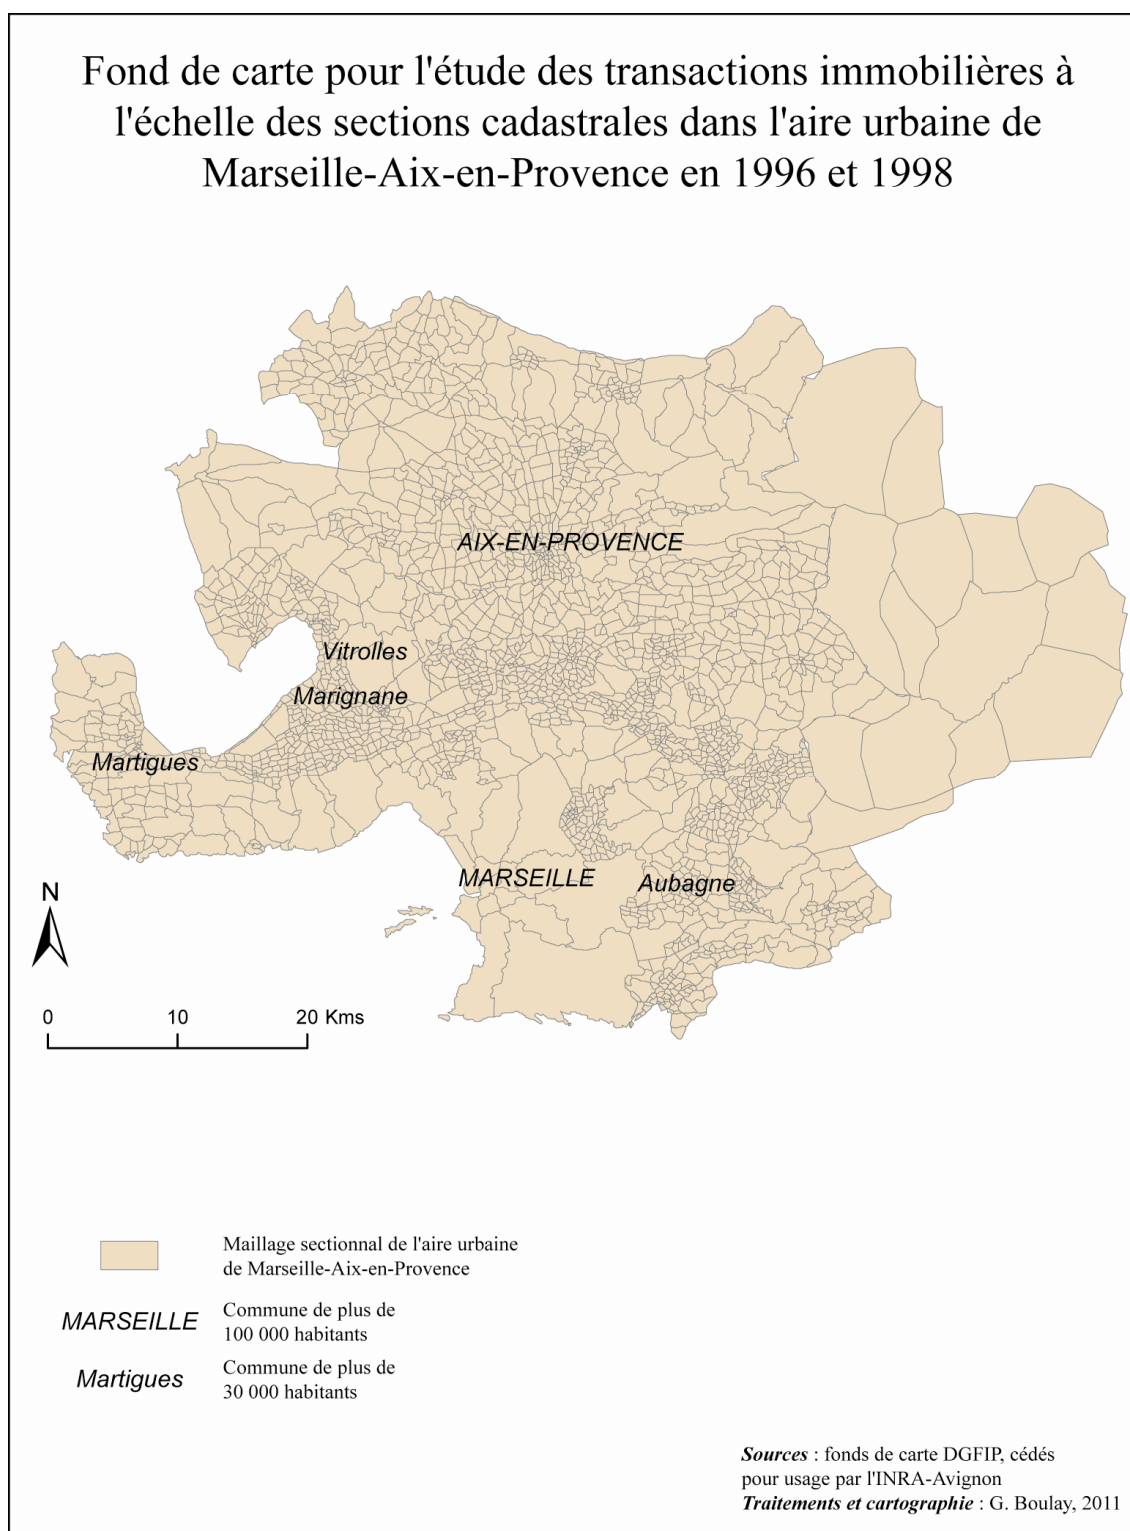 Fond de carte pour l'étude des transactions immobilières à
l'échelle des sections cadastrales dans l'aire urbaine de
Marseille-Aix-en-Provence en 1996 et 1998
AIX-EN-PROVENCE
Vitrolles
Marignane
Martigues
MARSEILLE
Aubagne
N
0 10 20 Kms
Maillage sectionnal de l'aire urbaine
de Marseille-Aix-en-Provence
MARSEILLE
Commune de plus de
100 000 habitants
Martigues
Commune de plus de
30 000 habitants
Sources : fonds de carte DGFIP, cédés
pour usage par l'INRA-Avignon
Traitements et cartographie : G. Boulay, 2011